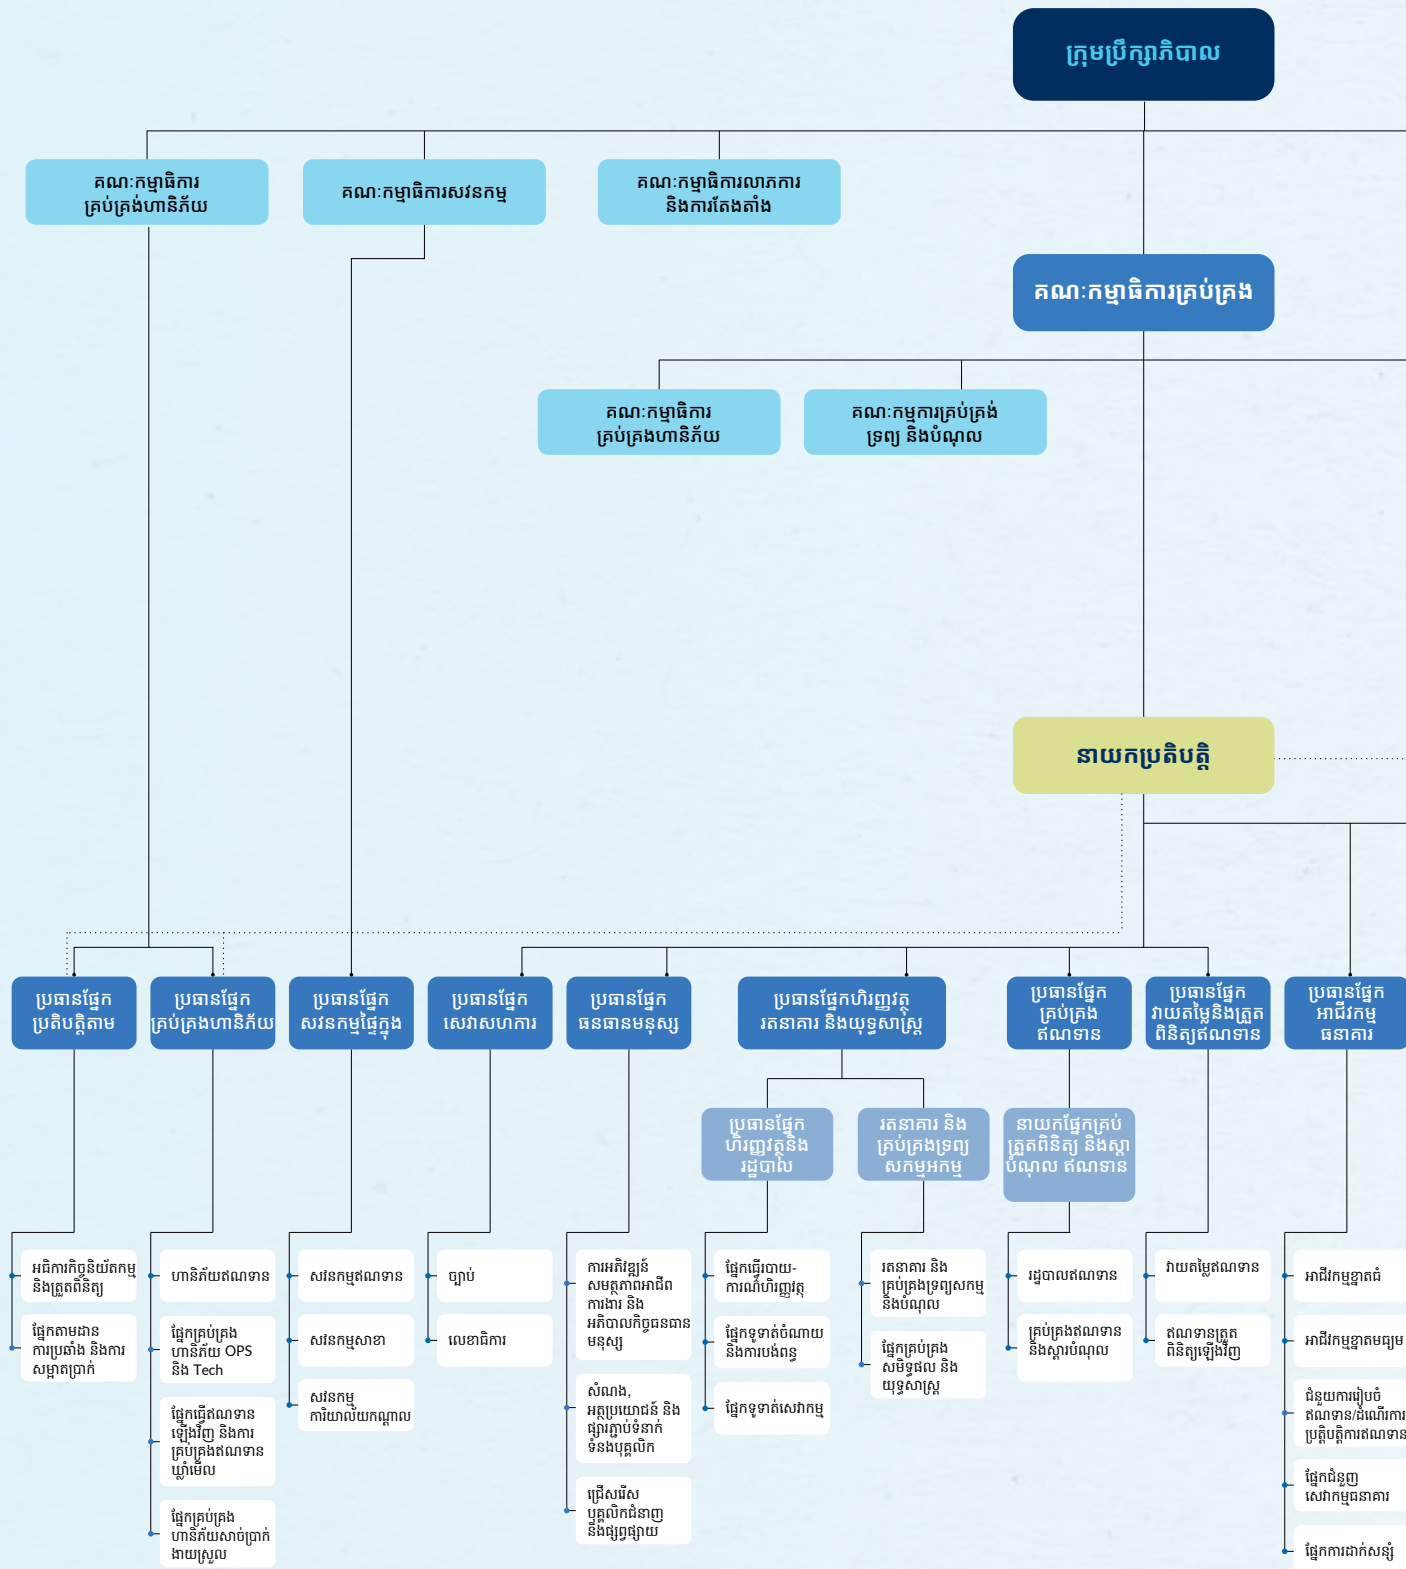 ក្រុមប្រឹក្សាភិបាល
គណៈកម្មាធិការ
គ្រប់គ្រង់ហានិភ័យ
គណៈកម្មាធិការសវនកម្ម
គណៈកម្មាធិការលាភការ
និងការតែងតាំង
គណៈកម្មាធិការគ្រប់គ្រង
គណៈកម្មាធិការ
គ្រប់គ្រងហានិភ័យ
គណៈកម្មការគ្រប់គ្រង់
ទ្រព្យ និងបំណុល
នាយកប្រតិបត្តិ
ប្រធានផ្នែក
ប្រតិបត្តិតាម
ប្រធានផ្នែក
គ្រប់គ្រងហានិភ័យ
ប្រធានផ្នែក
សវនកម្មផ្ទៃក្នុង
ប្រធានផ្នែក
សេវាសហការ
ប្រធានផ្នែក
ធនធានមនុស្ស
ប្រធានផ្នែកហិរញ្ញវត្ថុ
រតនាគារ និងយុទ្ធសាស្ត្រ
ប្រធានផ្នែក
គ្រប់គ្រង
ឥណទាន
ប្រធានផ្នែក
វាយតម្លៃនិងត្រួត
ពិនិត្យឥណទាន
ប្រធានផ្នែក
អាជីវកម្ម
ធនាគារ
ប្រធានផ្នែក
ហិរញ្ញវត្ថុនិង
រដ្ឋបាល
រតនាគារ និង
គ្រប់គ្រងទ្រព្យ
សកម្មអកម្ម
នាយកផ្នែកគ្រប់
ត្រួតពិនិត្យ និងស្តា
បំណុល ឥណទាន
អធិការកិច្ចនិយ័តកម្ម
និងត្រួតពិនិត្យ
ផ្នែកតាមដាន
ការប្រឆាំង និងការ
សម្អាតប្រាក់
ហានិភ័យឥណទាន
ផ្នែកគ្រប់គ្រង
ហានិភ័យ OPS
និង Tech
ផ្នែកធ្វើឥណទាន
ឡើងវិញ និងការ
គ្រប់គ្រងឥណទាន
ឃ្លាំមើល
ផ្នែកគ្រប់គ្រង
ហានិភ័យសាច់ប្រាក់
ងាយស្រួល
សវនកម្មឥណទាន
សវនកម្មសាខា
សវនកម្ម
ការិយាល័យកណ្តាល
ច្បាប់
លេខាធិការ
ការអភិវឌ្ឍន៍
សមត្ថភាពអាជីព
ការងារ និង
អភិបាលកិច្ចធនធាន
មនុស្ស
សំណង,
អត្ថប្រយោជន៍ និង
ផ្សារភ្ជាប់ទំនាក់
ទំនងបុគ្គលិក
ជ្រើសរើស
បុគ្គលិកជំនាញ
និងផ្សព្វផ្សាយ
ផ្នែកធ្វើរបាយ-
ការណ៍ហិរញ្ញវត្ថុ
ផ្នែកទូទាត់ចំណាយ
និងការបង់ពន្ធ
ផ្នែកទូទាត់សេវាកម្ម
រតនាគារ និង
គ្រប់គ្រងទ្រព្យសកម្ម
និងបំណុល
ផ្នែកគ្រប់គ្រង
សមិទ្ធផល និង
យុទ្ធសាស្ត្រ
រដ្ឋបាលឥណទាន
គ្រប់គ្រងឥណទាន
និងស្តារបំណុល
វាយតម្លៃឥណទាន
ឥណទានត្រួត
ពិនិត្យឡើងវិញ
អាជីវកម្មខ្នាតធំ
អាជីវកម្មខ្នាតមធ្យម
ជំនួយការរៀបចំ
ឥណទាន/ដំណើរការ
ប្រត្តិបត្តិការឥណទាន
ផ្នែកជំនួញ
សេវាកម្មធនាគារ
ផ្នែកការដាក់សន្សំ